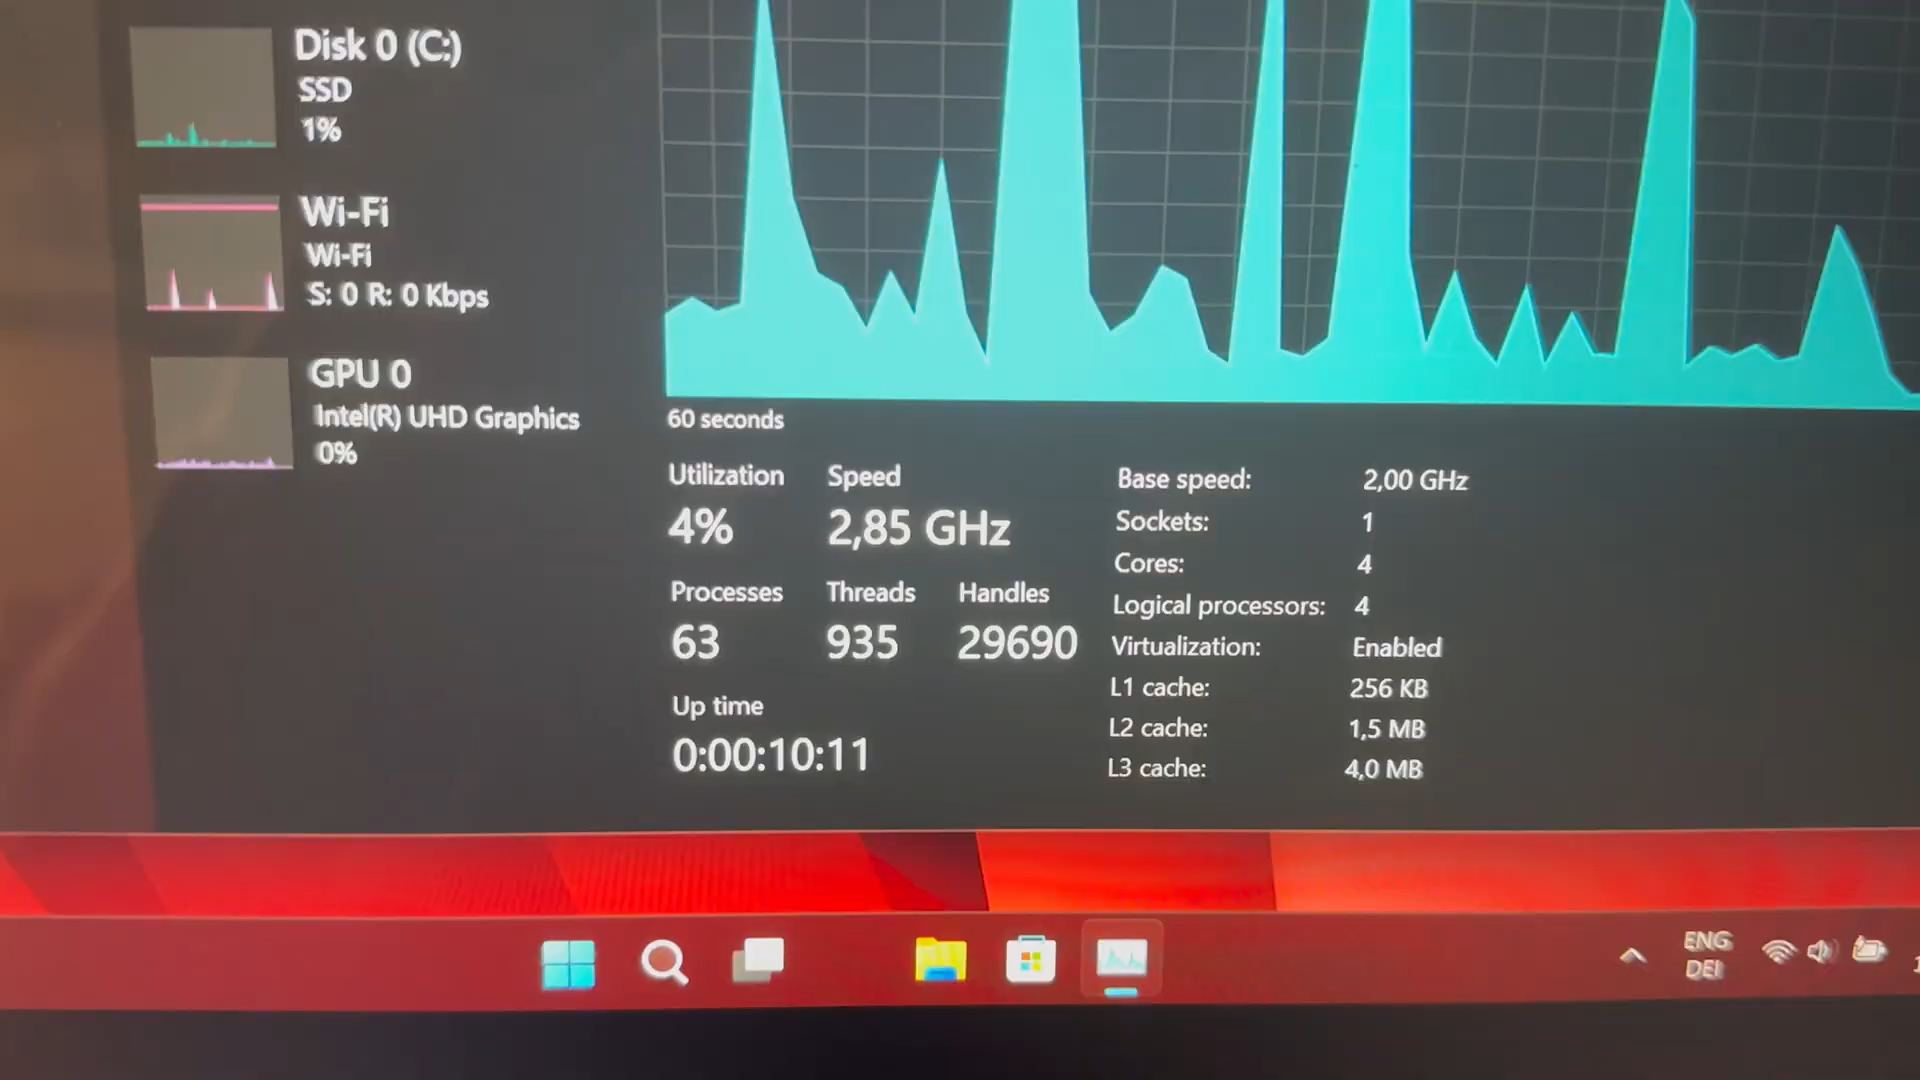 Disk 0 (C:)
SSD
1%
Wi-Fi
Wi-Fi
S: 0 R: 0 Kbps
GPU 0
Intel(R) UHD Graphics
0%
60 seconds
Utilization
4%
Speed
2,85 GHz
Processes
63
Threads
935
Handles
29690
Up time
0:00:10:11
Base speed: 2,00 GHz
Sockets: 1
Cores: 4
Logical processors: 4
Virtualization: Enabled
L1 cache: 256 KB
L2 cache: 1,5 MB
L3 cache: 4,0 MB
ENG
DEI